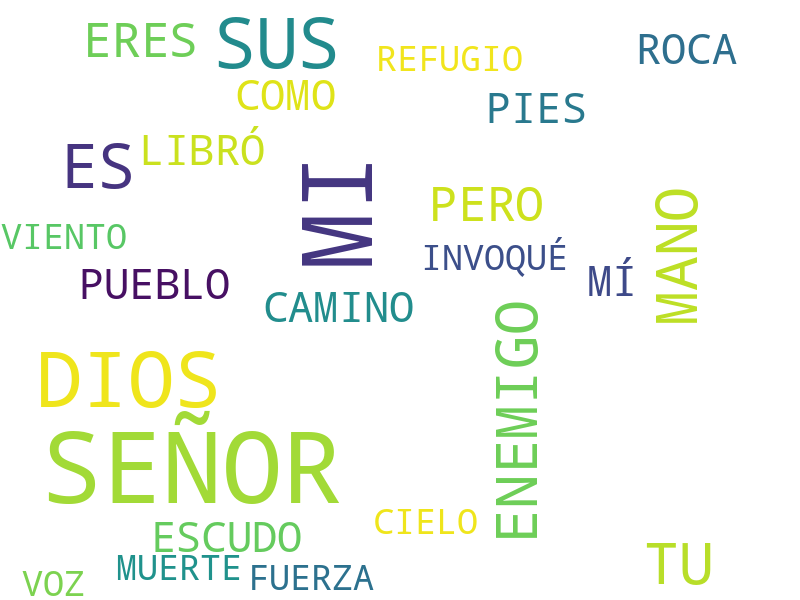 ERES
SUS
REFUGIO
ROCA
COMO
PIES
LIBRÓ
ES
MI
PERO
MANO
VIENTO
INVOQUÉ
PUEBLO
MÍ
CAMINO
DIOS
ENEMIGO
SEÑOR
CIELO
ESCUDO
TU
MUERTE
FUERZA
VOZ